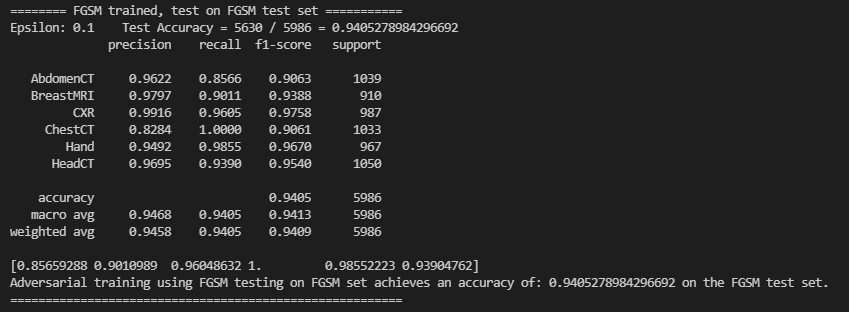 ======== FGSM trained, test on FGSM test set ===========
Epsilon: 0.1    Test Accuracy = 5630 / 5986 = 0.9405278984296692
              precision    recall  f1-score   support

   AbdomenCT     0.9622    0.8566    0.9063      1039
   BreastMRI     0.9797    0.9011    0.9388       910
         CXR     0.9916    0.9605    0.9758       987
     ChestCT     0.8284    1.0000    0.9061      1033
        Hand     0.9492    0.9855    0.9670       967
      HeadCT     0.9695    0.9390    0.9540      1050

    accuracy                         0.9405      5986
   macro avg     0.9468    0.9405    0.9413      5986
weighted avg     0.9458    0.9405    0.9409      5986

[0.85659288 0.9010989  0.96048632 1.         0.98552223 0.93904762]
Adversarial training using FGSM testing on FGSM set achieves an accuracy of: 0.9405278984296692 on the FGSM test set.
========================================================